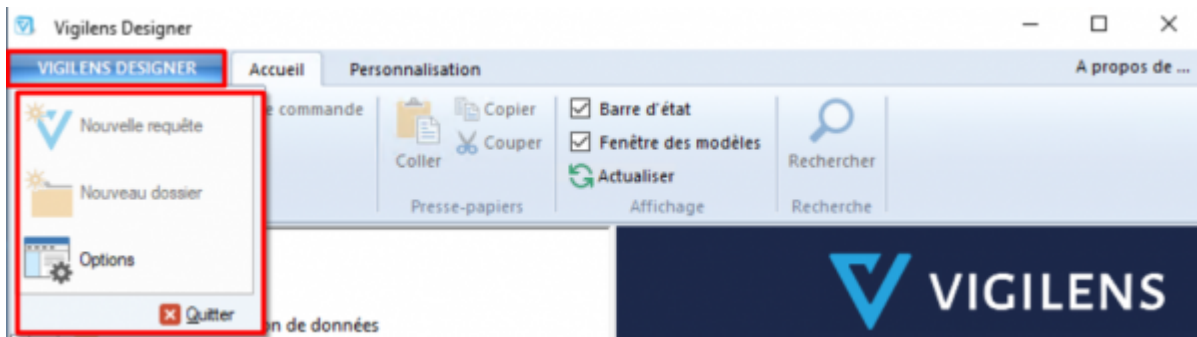 Vigilens Designer
VIGILENS DESIGNER Accueil Personnalisation A propos de ...
Nouvelle requête
Nouveau dossier
Options
Quitter
e commande
Coller
Copier
Couper
Presse-papiers
Barre d'état
Fenêtre des modèles
Actualiser
Affichage
Rechercher
Recherche
on de données
VIGILENS